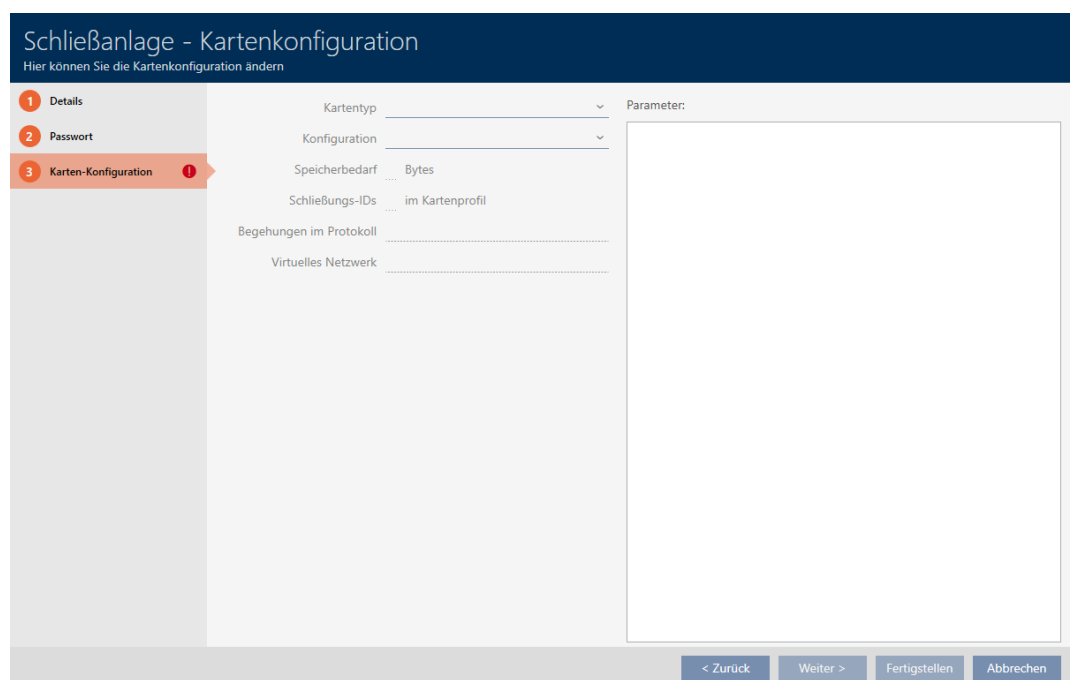 Schließanlage - Kartenkonfiguration
Hier können Sie die Kartenkonfiguration ändern
1 Details
2 Passwort
3 Karten-Konfiguration !
Kartentyp
Konfiguration
Speicherbedarf Bytes
Schließungs-IDs im Kartenprofil
Begehungen im Protokoll
Virtuelles Netzwerk
Parameter:
< Zurück
Weiter >
Fertigstellen
Abbrechen